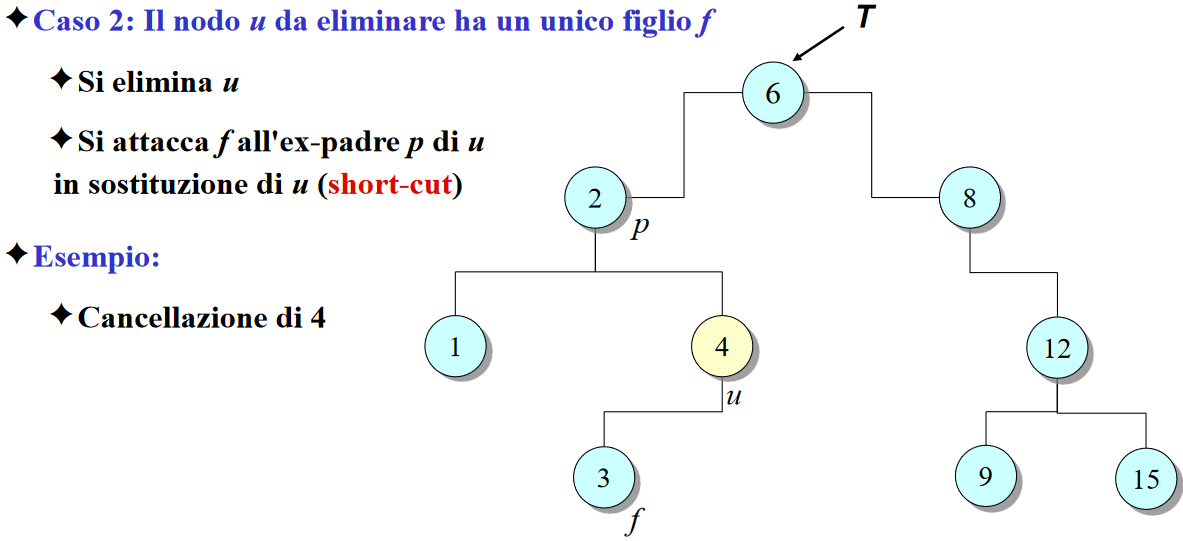 ✦Caso 2: Il nodo u da eliminare ha un unico figlio f
✦Si elimina u
✦Si attacca f all'ex-padre p di u
in sostituzione di u (short-cut)
✦Esempio:
✦Cancellazione di 4
T
6
2
8
p
1
4
12
u
3
9
15
f